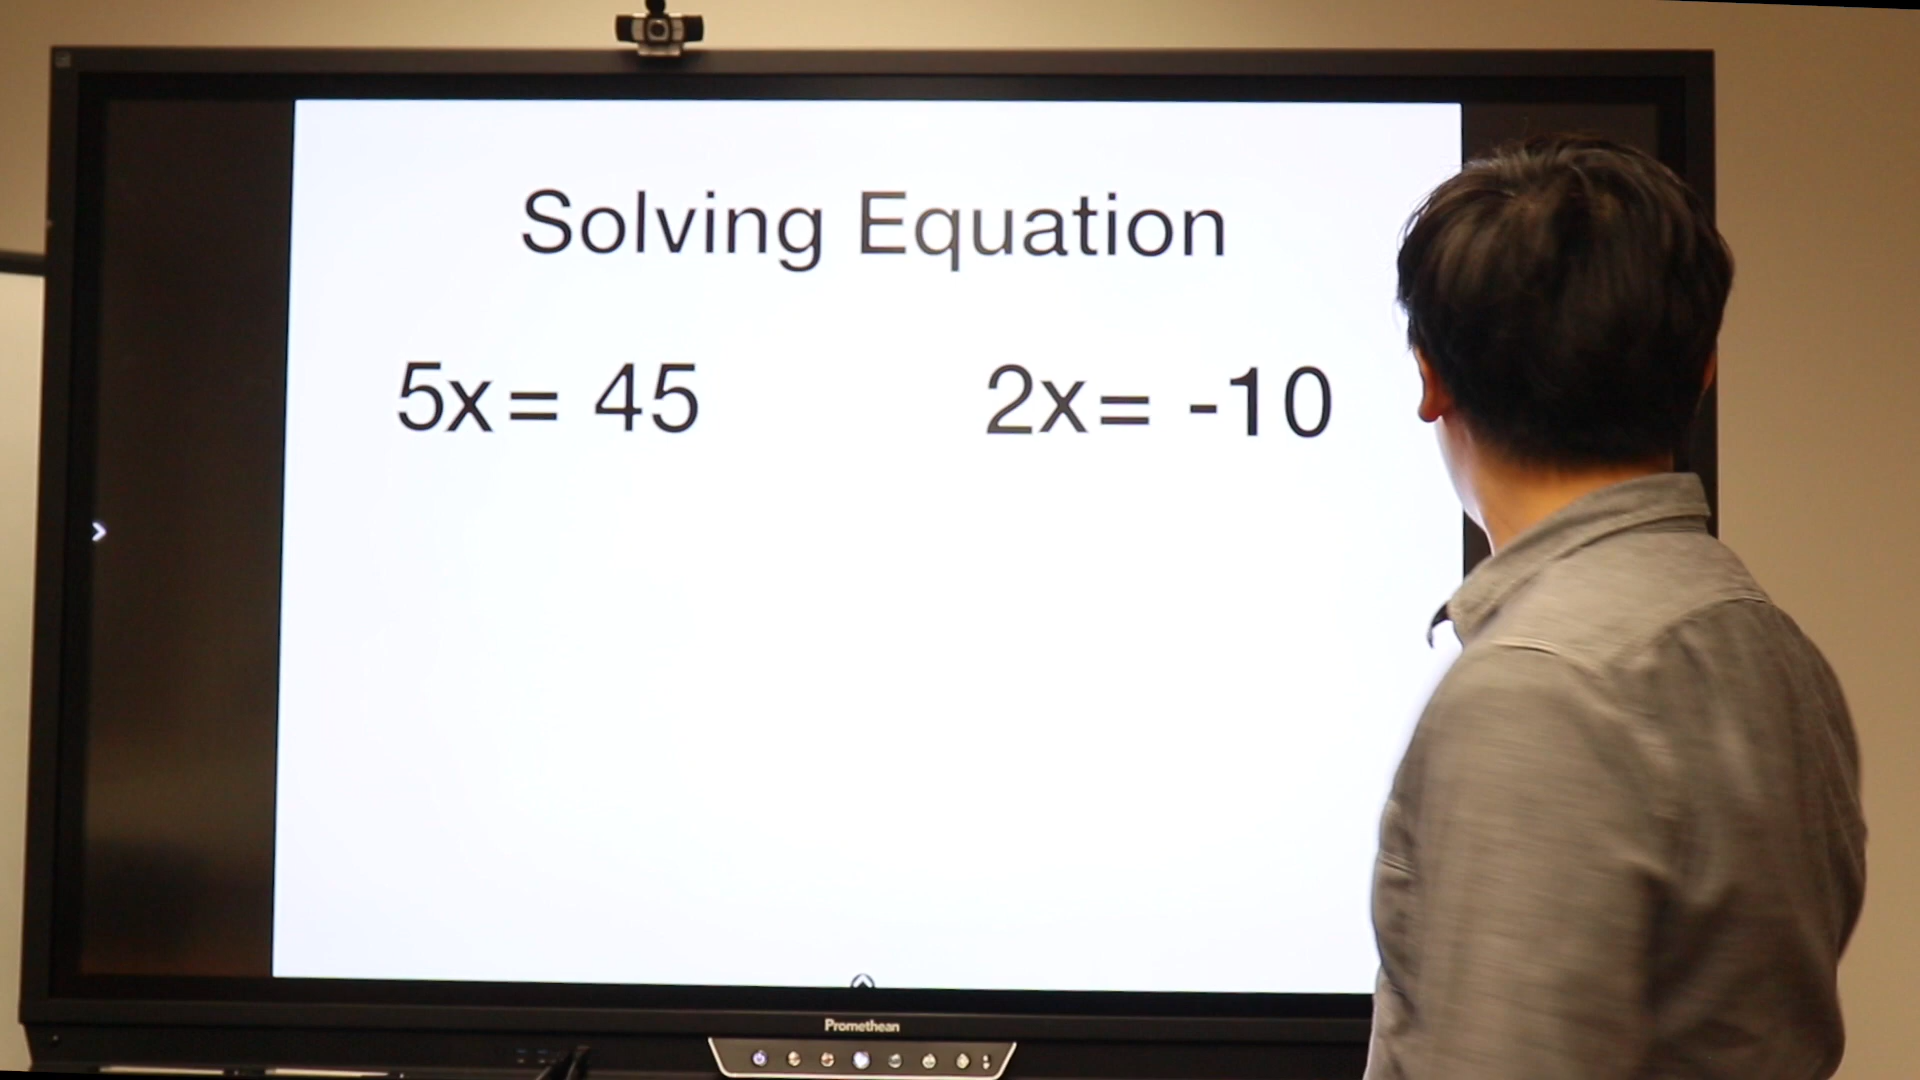 Solving Equation
5x= 45
2x= -10
Promethean